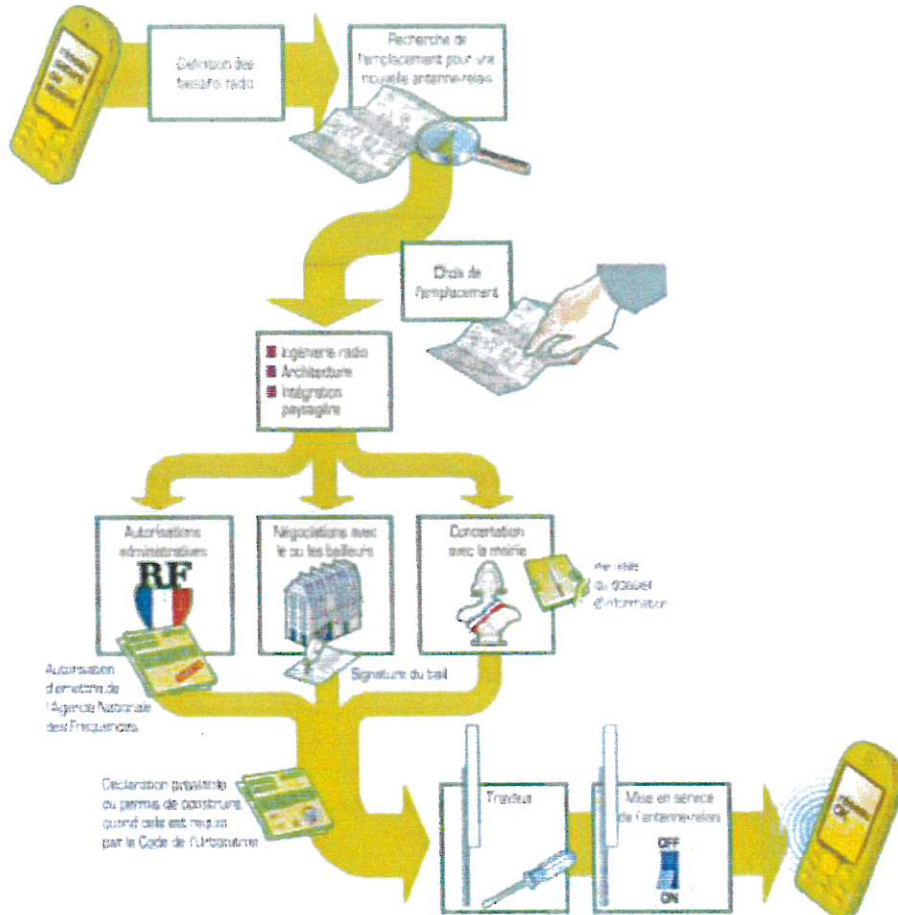 Définition des
besoins radio
Recherche de
l'emplacement pour une
nouvelle antenne-relais
Choix de
l'emplacement
Ingénierie radio
Architecture
Intégration
paysagère
Autorisations
administratives
RF
Négociations avec
le ou les bailleurs
Concertation
avec la mairie
du dossier
d'information
Autorisation
d'émettre de
l'Agence Nationale
des Fréquences
Signature du bail
Déclaration préalable
ou permis de construire,
quand cela est requis
par le Code de l'Urbanisme
Travaux
Mise en service
de l'antenne-relais
OFF
ON